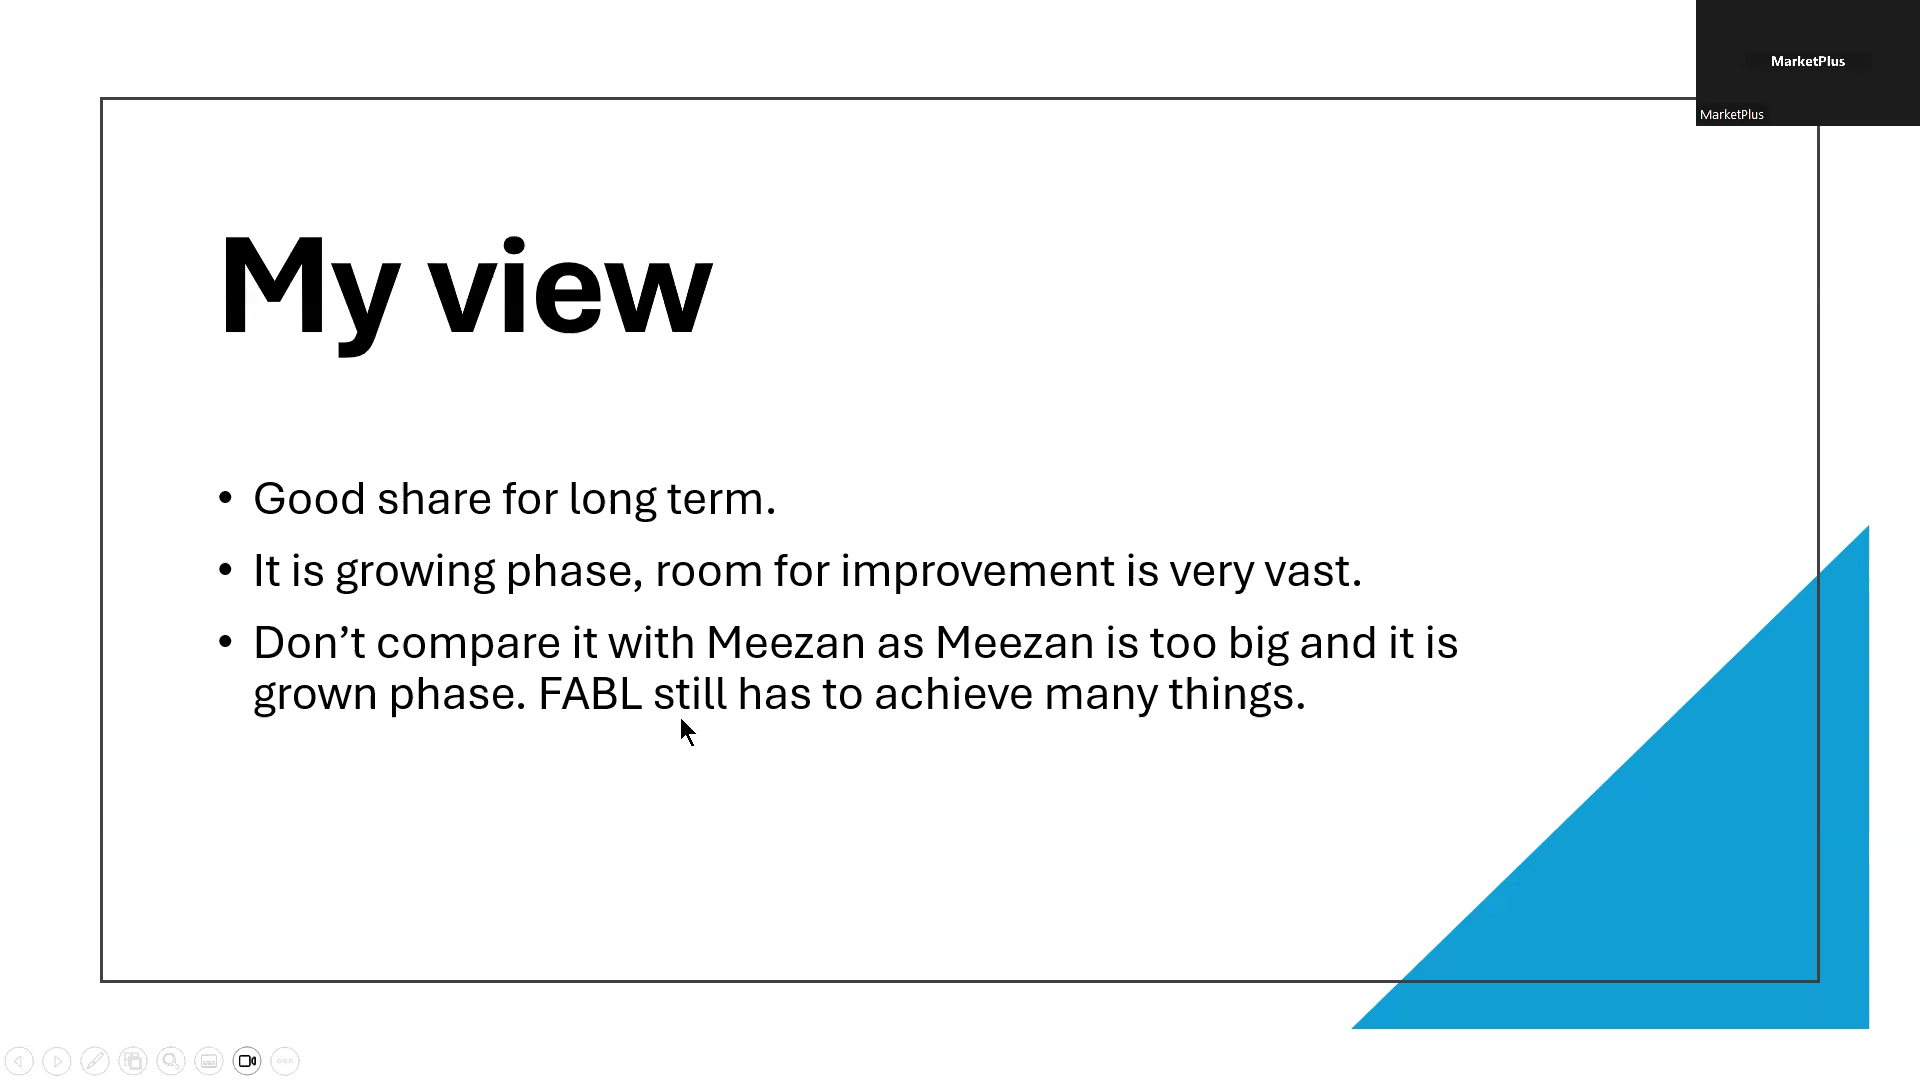 MarketPlus
MarketPlus
My view
• Good share for long term.
• It is growing phase, room for improvement is very vast.
• Don’t compare it with Meezan as Meezan is too big and it is
grown phase. FABL still has to achieve many things.